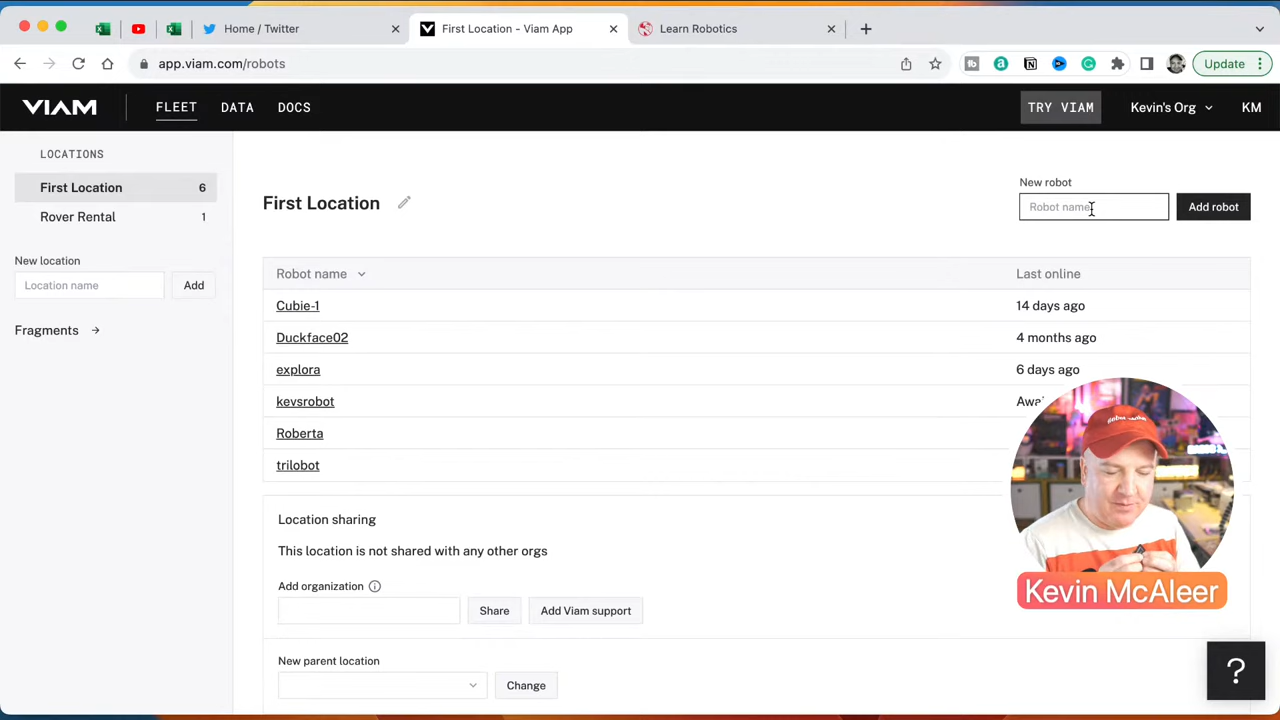 Home / Twitter
First Location - Viam App
Learn Robotics
app.viam.com/robots
Update
VIAM
FLEET
DATA
DOCS
TRY VIAM
Kevin's Org
KM
LOCATIONS
First Location 6
Rover Rental 1
New location
Location name
Add
Fragments →
First Location
New robot
Robot name
Add robot
Robot name
Last online
Cubie-1
14 days ago
Duckface02
4 months ago
explora
6 days ago
kevsrobot
Roberta
trilobot
Location sharing
This location is not shared with any other orgs
Add organization
Share
Add Viam support
New parent location
Change
Kevin McAleer
?